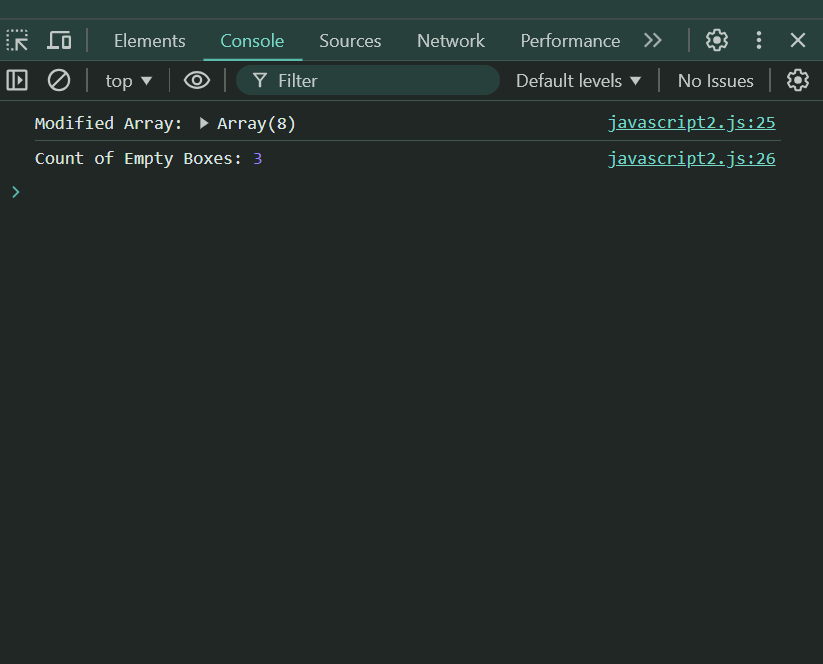 Elements Console Sources Network Performance
top Filter Default levels No Issues
Modified Array: Array(8) javascript2.js:25
Count of Empty Boxes: 3 javascript2.js:26